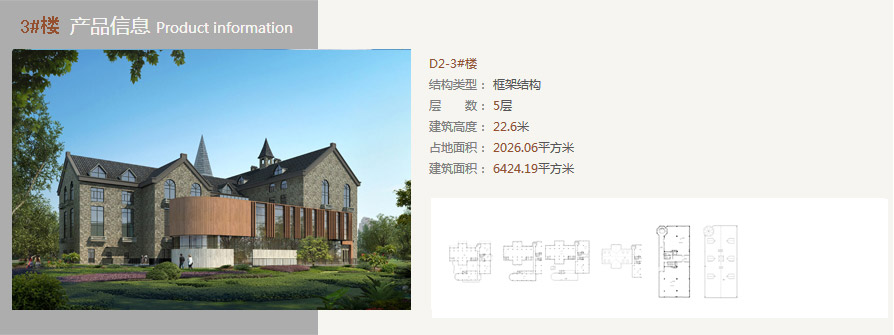 3#楼 产品信息 Product information
D2-3#楼
结构类型： 框架结构
层　　数： 5层
建筑高度： 22.6米
占地面积： 2026.06平方米
建筑面积： 6424.19平方米